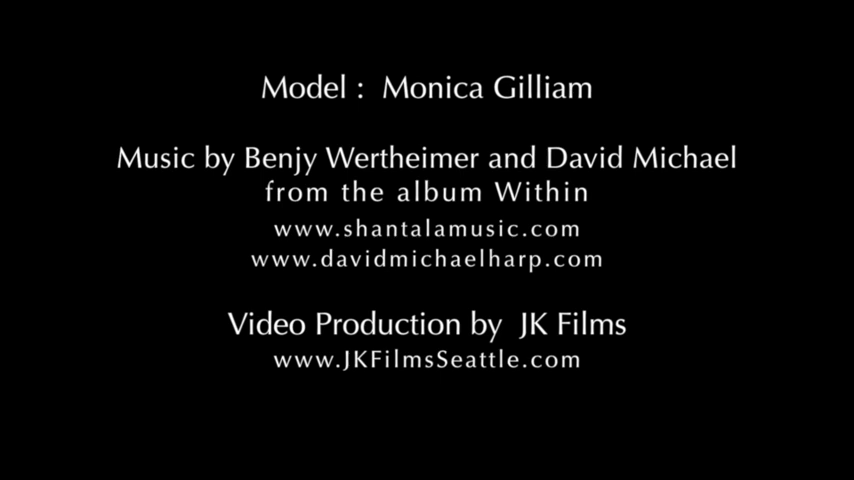 Model :  Monica Gilliam
Music by Benjy Wertheimer and David Michael
from the album Within
www.shantalamusic.com
www.davidmichaelharp.com
Video Production by  JK Films
www.JKFilmsSeattle.com